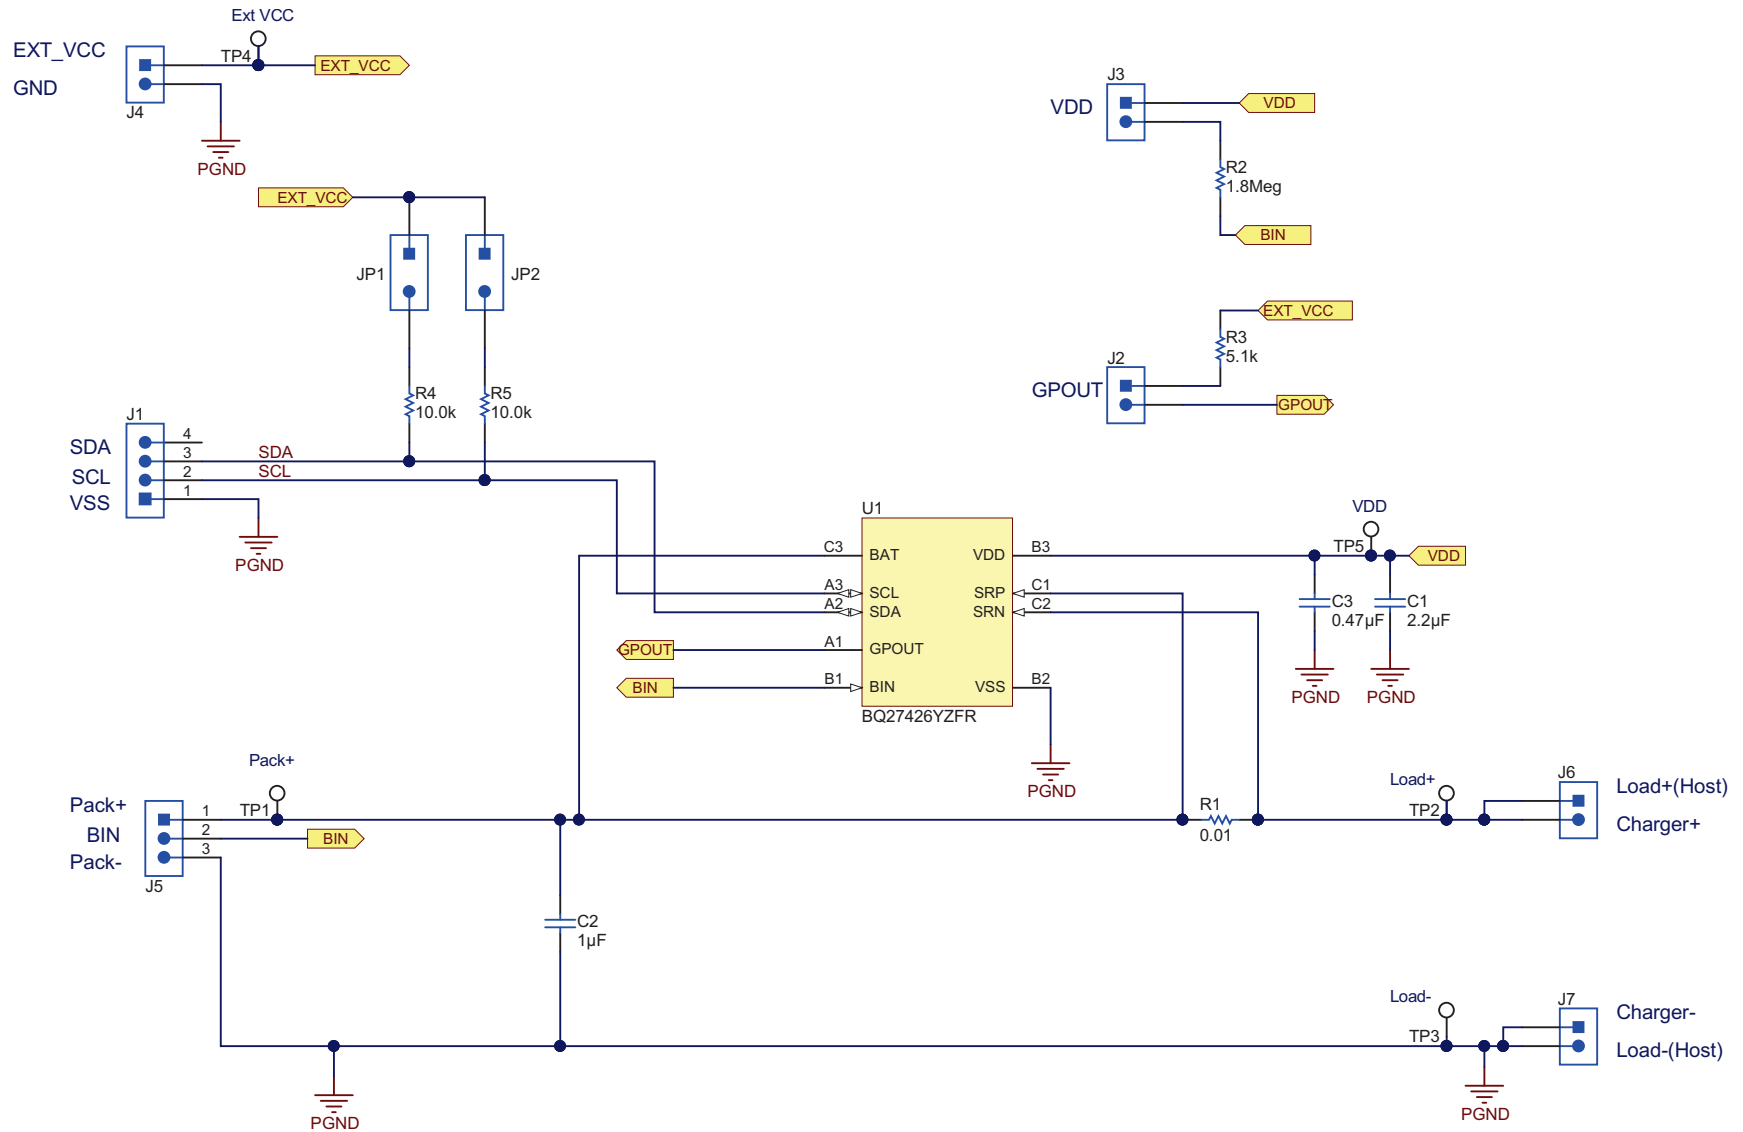 Ext VCC
EXT_VCC
TP4
EXT_VCC
GND
J4
PGND
J3
VDD
VDD
R2
1.8Meg
BIN
EXT_VCC
JP1
JP2
EXT_VCC
R3
5.1k
J2
GPOUT
GPOUT
R4
10.0k
R5
10.0k
J1
SDA
SCL
VSS
4
3
2
1
SDA
SCL
PGND
U1
C3
BAT
A3
SCL
A2
SDA
A1
GPOUT
B1
BIN
VDD
B3
SRP
C1
SRN
C2
VSS
B2
BQ27426YZFR
GPOUT
BIN
PGND
VDD
TP5
VDD
C3
0.47µF
C1
2.2µF
PGND
PGND
Pack+
TP1
Pack+
BIN
Pack-
1
2
3
BIN
J5
C2
1µF
R1
0.01
Load+
TP2
J6
Load+(Host)
Charger+
Load-
TP3
J7
Charger-
Load-(Host)
PGND
PGND